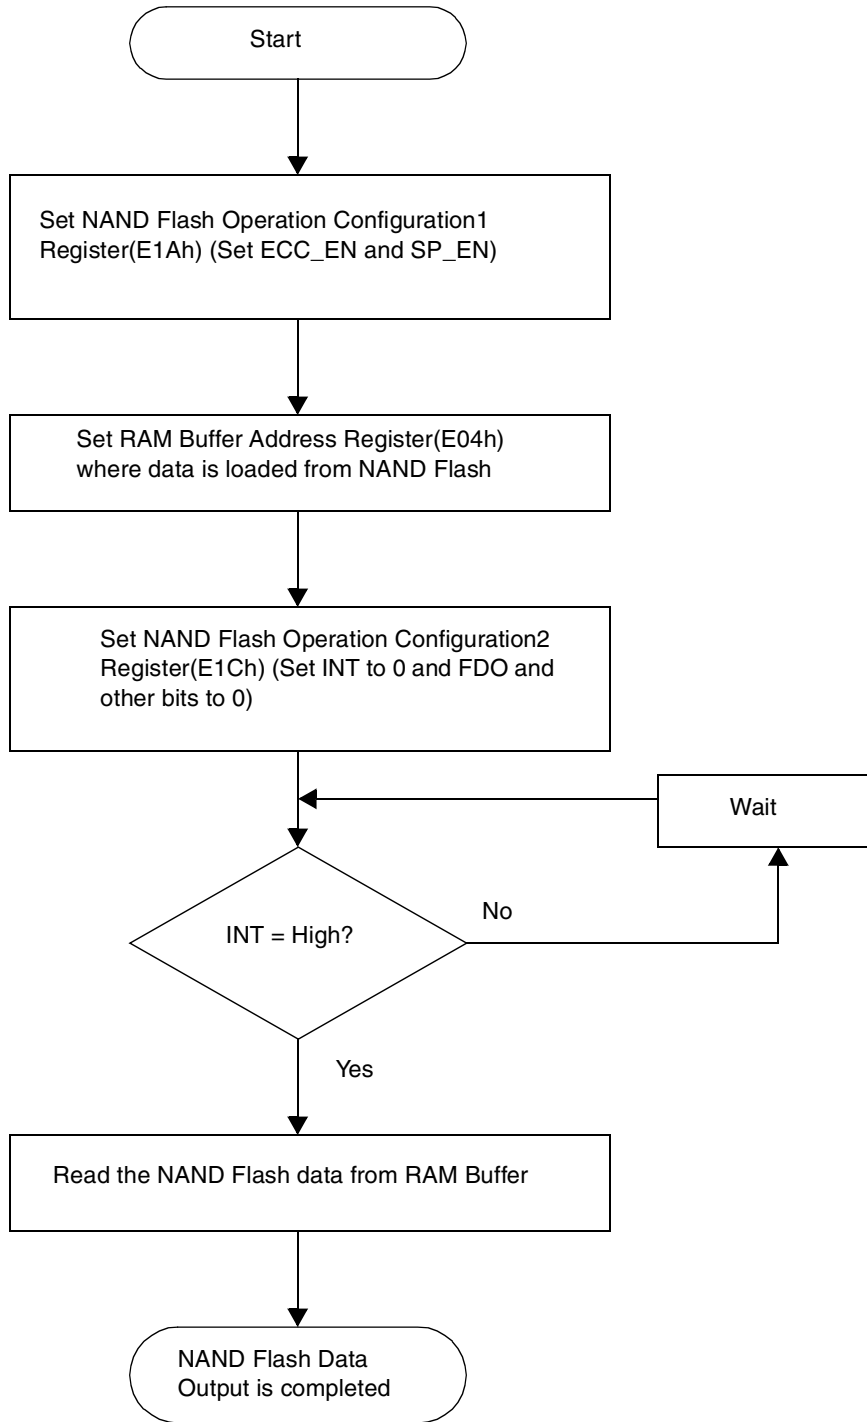 Start
Set NAND Flash Operation Configuration1
Register(E1Ah) (Set ECC_EN and SP_EN)
Set RAM Buffer Address Register(E04h)
where data is loaded from NAND Flash
Set NAND Flash Operation Configuration2
Register(E1Ch) (Set INT to 0 and FDO and
other bits to 0)
Wait
INT = High?
No
Yes
Read the NAND Flash data from RAM Buffer
NAND Flash Data
Output is completed